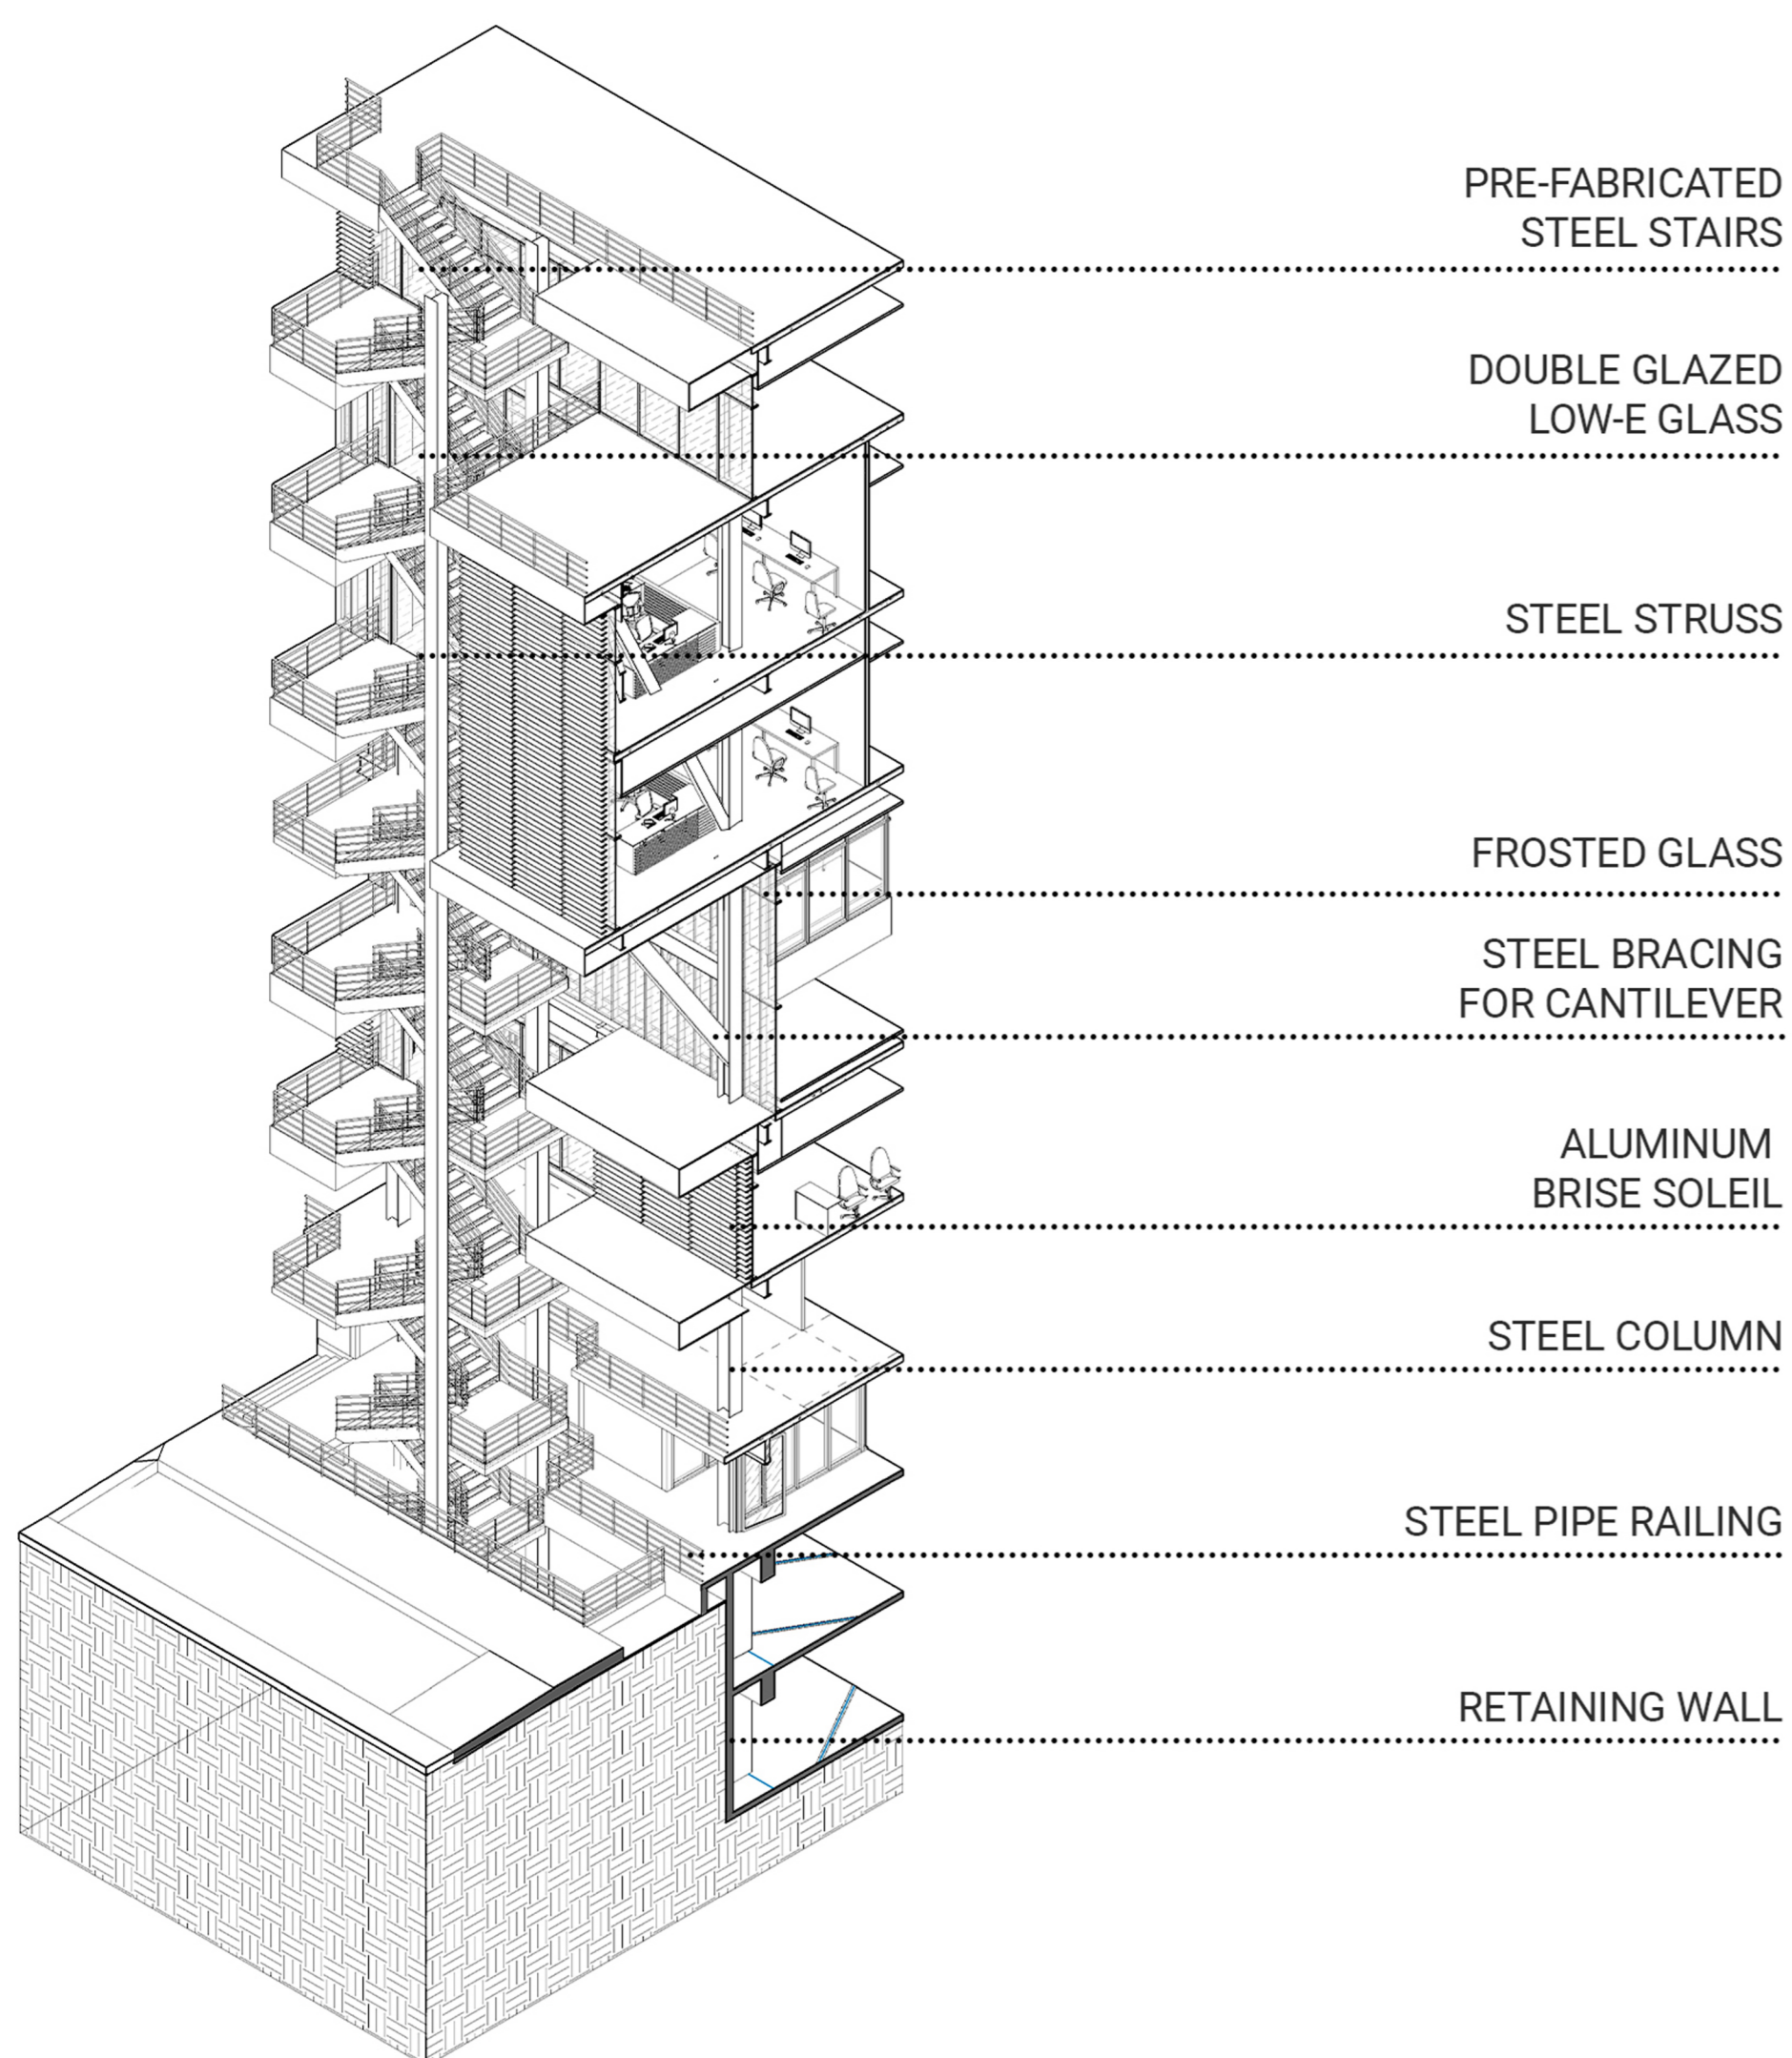 PRE-FABRICATED
STEEL STAIRS
DOUBLE GLAZED
LOW-E GLASS
STEEL STRUSS
FROSTED GLASS
STEEL BRACING
FOR CANTILEVER
ALUMINUM
BRISE SOLEIL
STEEL COLUMN
STEEL PIPE RAILING
RETAINING WALL